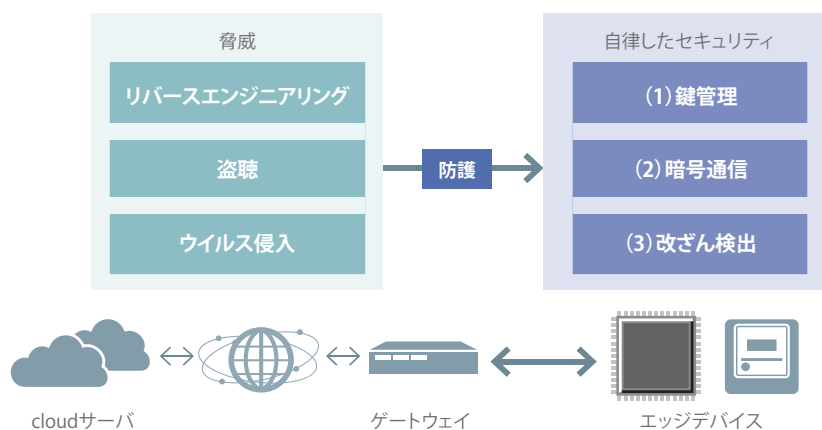 脅威
リバースエンジニアリング
盗聴
ウイルス侵入
防護
自律したセキュリティ
(1)鍵管理
(2)暗号通信
(3)改ざん検出
cloudサーバ
ゲートウェイ
エッジデバイス